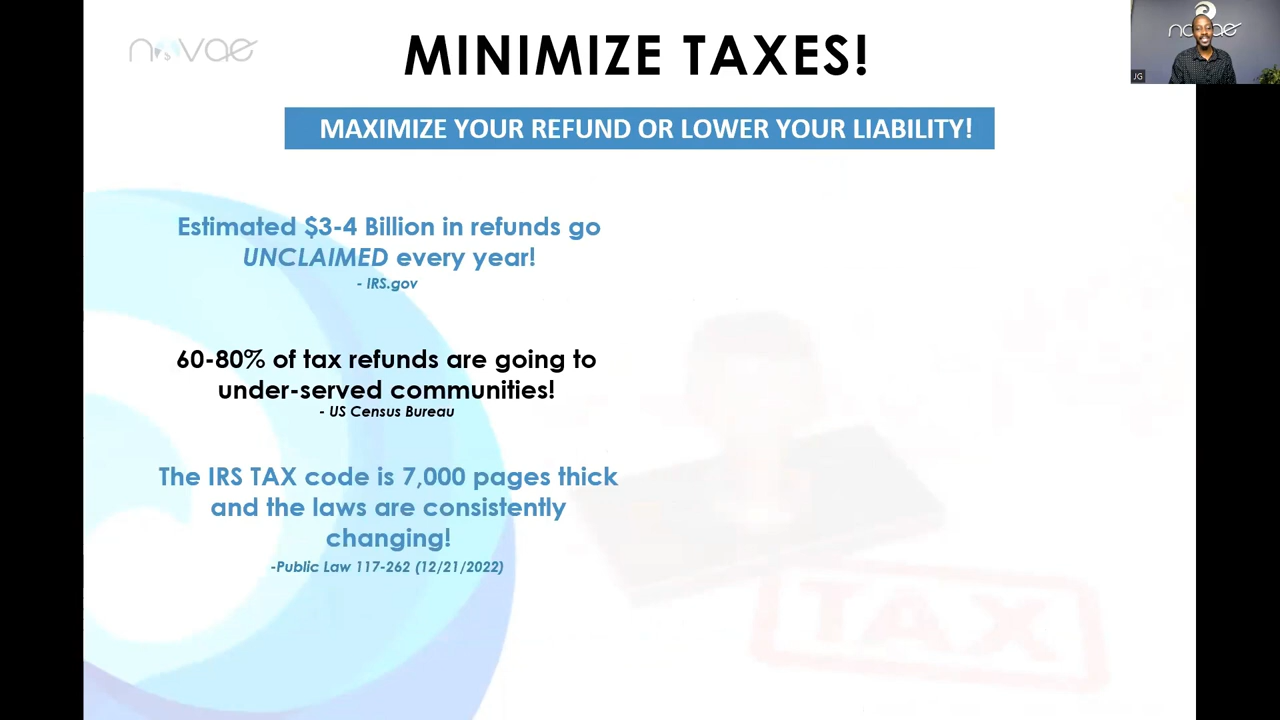 novae
MINIMIZE TAXES!
novae
JG
MAXIMIZE YOUR REFUND OR LOWER YOUR LIABILITY!
Estimated $3-4 Billion in refunds go
UNCLAIMED every year!
- IRS.gov
60-80% of tax refunds are going to
under-served communities!
- US Census Bureau
The IRS TAX code is 7,000 pages thick
and the laws are consistently
changing!
-Public Law 117-262 (12/21/2022)
TAX